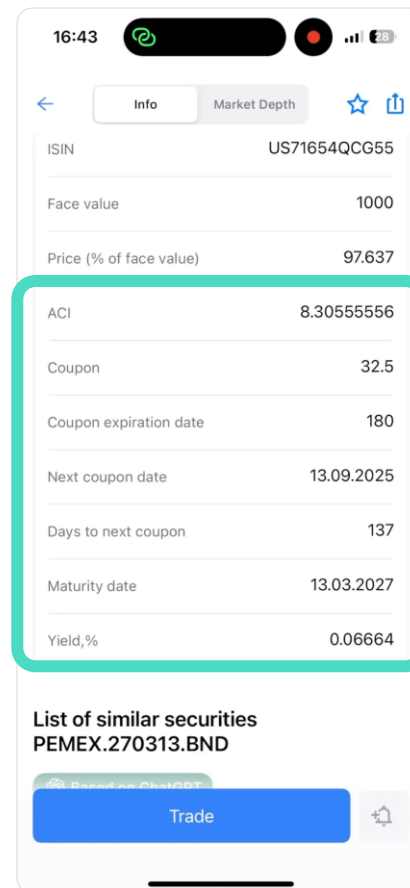 16:43
28
Info
Market Depth
ISIN US71654QCG55
Face value 1000
Price (% of face value) 97.637
ACI 8.30555556
Coupon 32.5
Coupon expiration date 180
Next coupon date 13.09.2025
Days to next coupon 137
Maturity date 13.03.2027
Yield,% 0.06664
List of similar securities
PEMEX.270313.BND
Based on ChatGPT
Trade